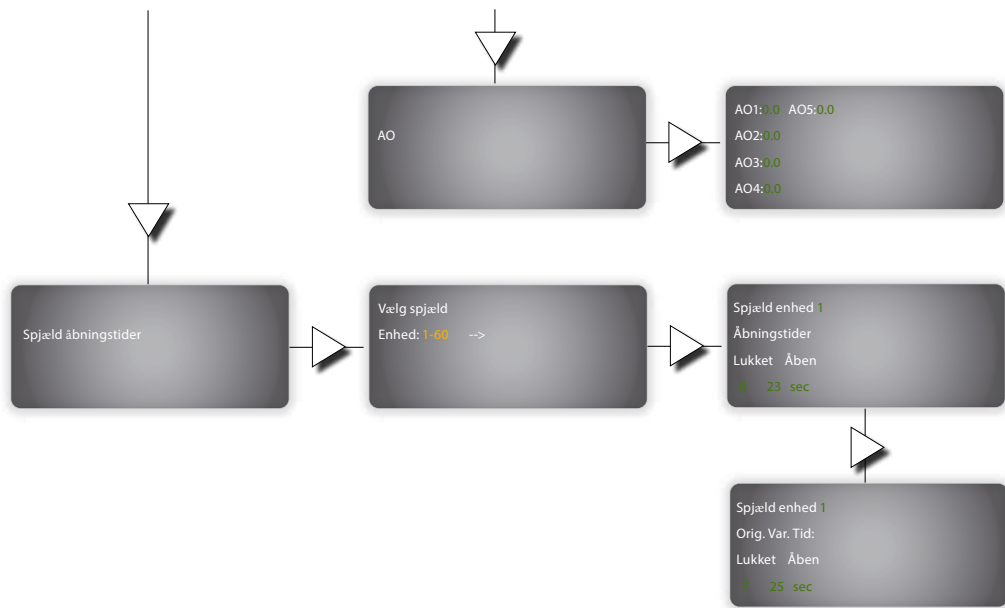 AO
AO1:0.0 AO5:0.0
AO2:0.0
AO3:0.0
AO4:0.0
Spjæld åbningstider
Vælg spjæld
Enhed: 1-60 -->
Spjæld enhed 1
Åbningstider
Lukket Åben
23 sec
Spjæld enhed 1
Orig. Var. Tid:
Lukket Åben
25 sec